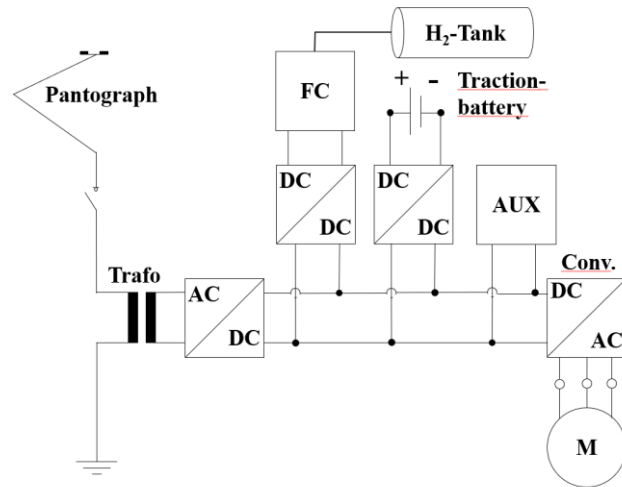 H₂-Tank
Pantograph
FC
+ -
Traction-
battery
DC
DC
DC
DC
AUX
Trafo
Conv.
AC
DC
DC
AC
M